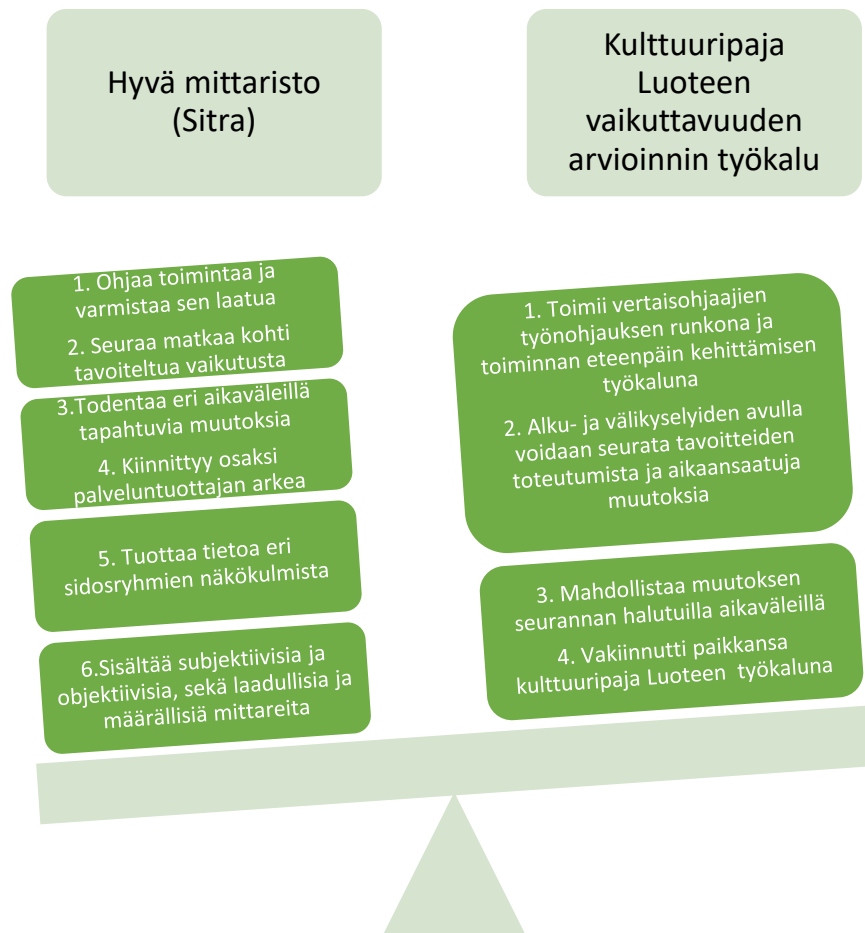 Hyvä mittaristo
(Sitra)
Kulttuuripaja
Luoteen
vaikuttavuuden
arvioinnin työkalu
1. Ohjaa toimintaa ja
varmistaa sen laatua
2. Seuraa matkaa kohti
tavoiteltua vaikutusta
3.Todentaa eri aikaväleillä
tapahtuvia muutoksia
4. Kiinnittyy osaksi
palveluntuottajan arkea
5. Tuottaa tietoa eri
sidosryhmien näkökulmista
6.Sisältää subjektiivisia ja
objektiivisia, sekä laadullisia ja
määrällisiä mittareita
1. Toimii vertaisohjaajien
työnohjauksen runkona ja
toiminnan eteenpäin kehittämisen
työkaluna
2. Alku- ja välikyselyiden avulla
voidaan seurata tavoitteiden
toteutumista ja aikaansaatuja
muutoksia
3. Mahdollistaa muutoksen
seurannan halutuilla aikaväleillä
4. Vakiinnutti paikkansa
kulttuuripaja Luoteen työkaluna